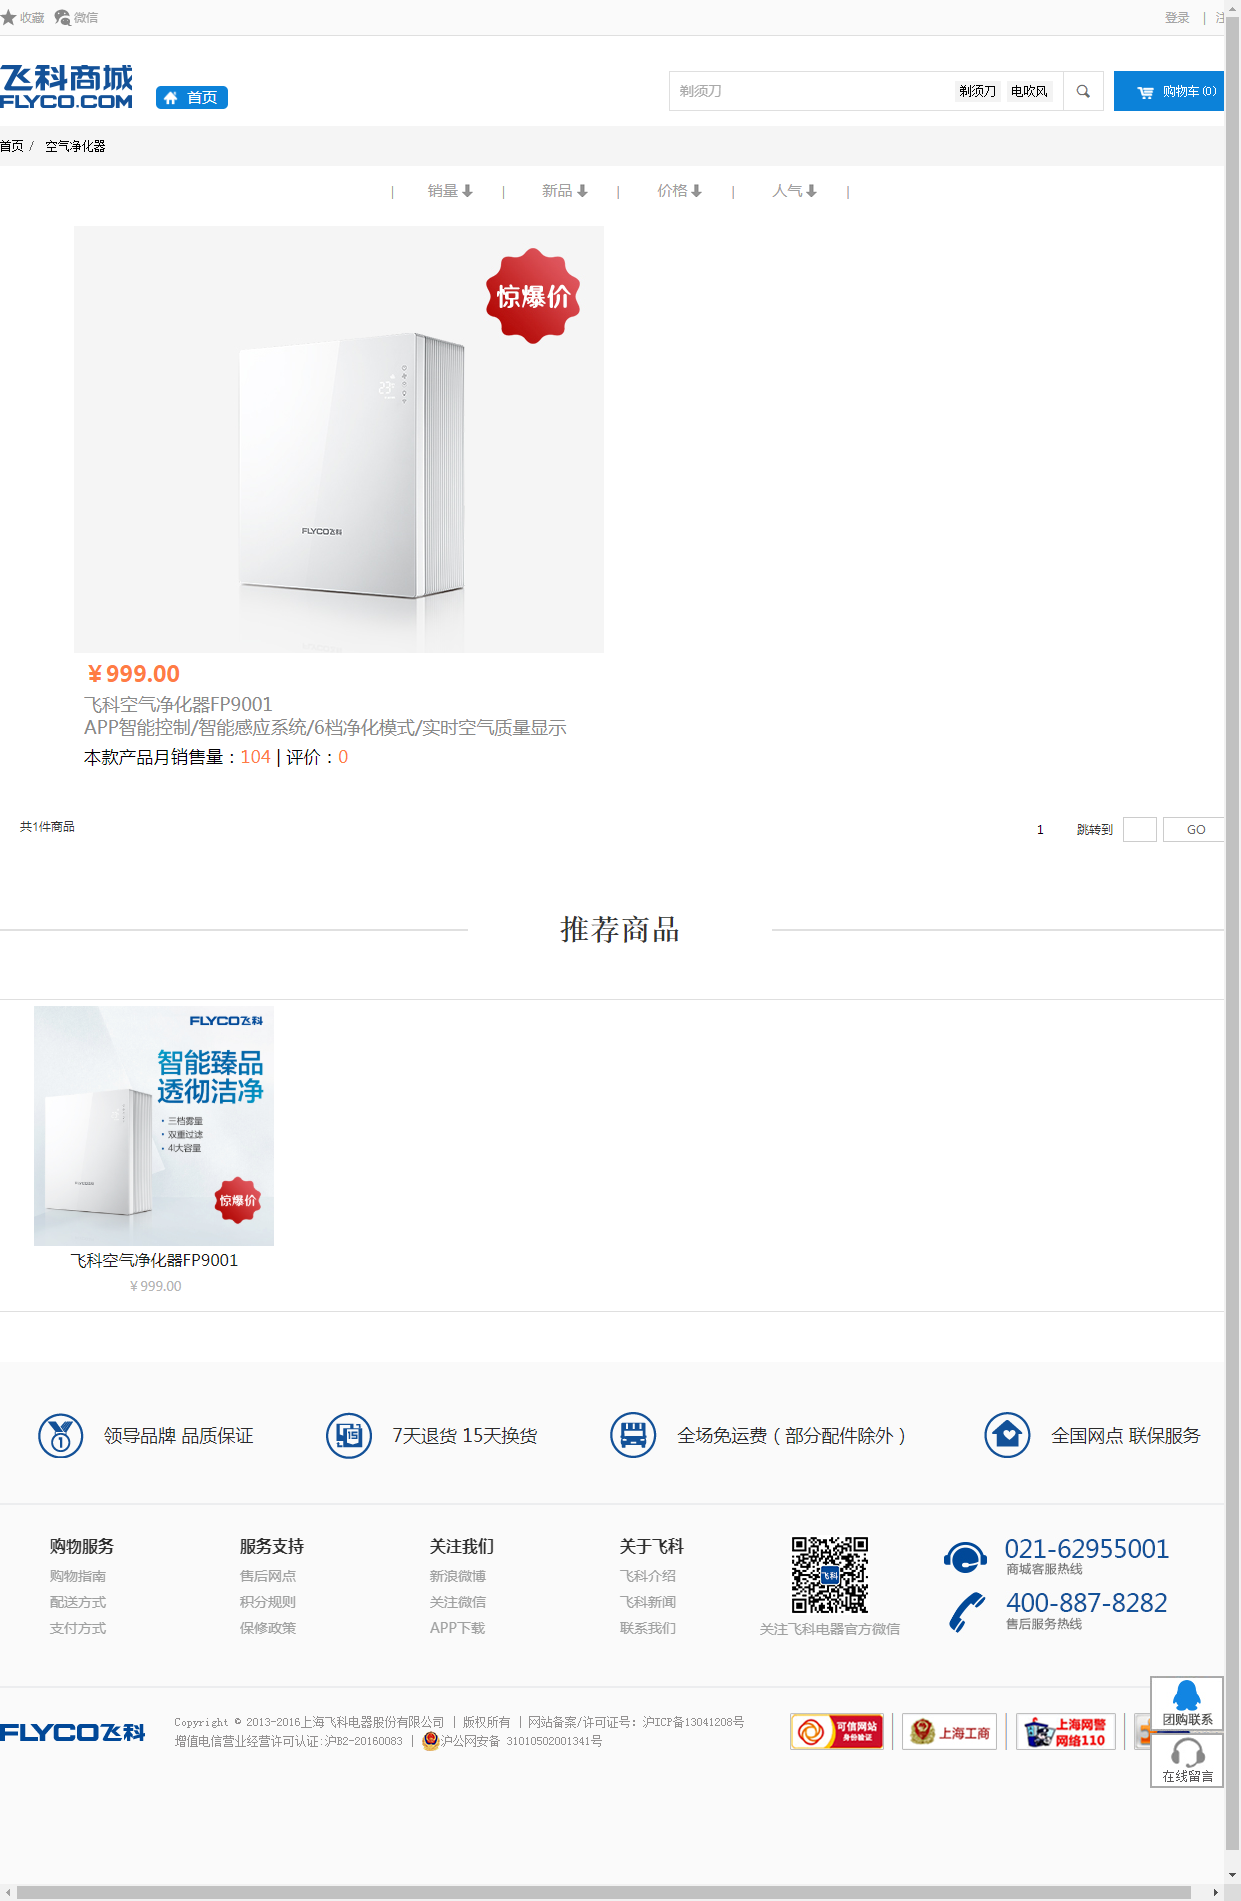 收藏 微信 登录 |
飞科商城
FLYCO.COM
首页
剃须刀 剃须刀 电吹风
购物车(0)
首页 / 空气净化器
| 销量 | 新品 | 价格 | 人气 |
惊爆价
23
FLYCO飞科
¥999.00
飞科空气净化器FP9001
APP智能控制/智能感应系统/6档净化模式/实时空气质量显示
本款产品月销售量：104 | 评价：0
共1件商品
1 跳转到 GO
推荐商品
FLYCO飞科
智能臻品
透彻洁净
• 三档雾量
• 双重过滤
• 4l大容量
惊爆价
飞科空气净化器FP9001
¥999.00
1 领导品牌 品质保证
15 7天退货 15天换货
全场免运费（部分配件除外）
全国网点 联保服务
购物服务
购物指南
配送方式
支付方式
服务支持
售后网点
积分规则
保修政策
关注我们
新浪微博
关注微信
APP下载
关于飞科
飞科介绍
飞科新闻
联系我们
飞科
关注飞科电器官方微信
021-62955001
商城客服热线
400-887-8282
售后服务热线
FLYCO飞科
Copyright © 2013-2016上海飞科电器股份有限公司 | 版权所有 | 网站备案/许可证号：沪ICP备13041208号
增值电信营业经营许可认证:沪B2-20160083 | 沪公网安备 31010502001341号
可信网站
身份验证
上海工商
上海网警
网络110
团购联系
在线留言